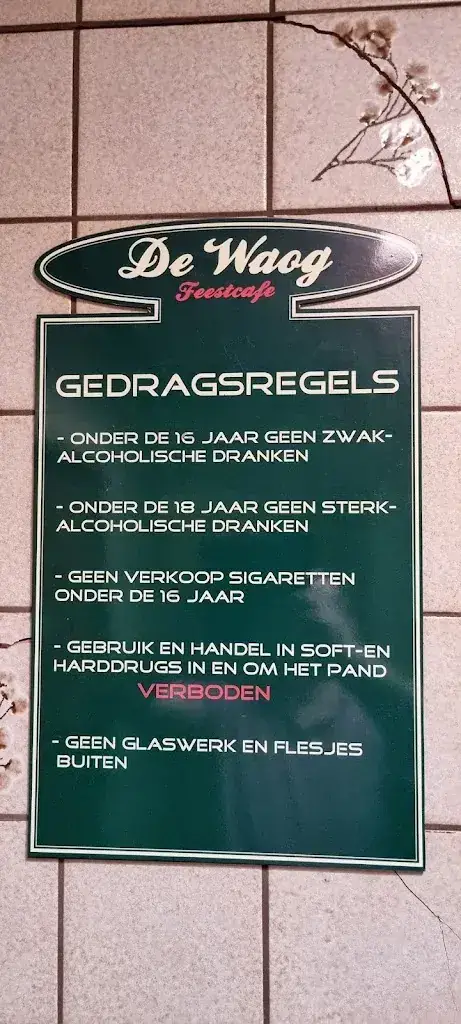 De Waog
Feestcafe
GEDRAGSREGELS
- ONDER DE 16 JAAR GEEN ZWAK-
ALCOHOLISCHE DRANKEN
- ONDER DE 18 JAAR GEEN STERK-
ALCOHOLISCHE DRANKEN
- GEEN VERKOOP SIGARETTEN
ONDER DE 16 JAAR
- GEBRUIK EN HANDEL IN SOFT-EN
HARDDRUGS IN EN OM HET PAND
VERBODEN
- GEEN GLASWERK EN FLESJES
BUITEN